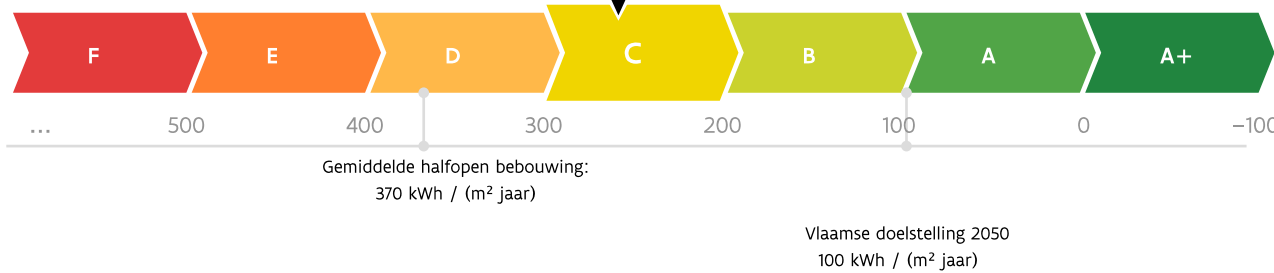 F E D C B A A+
... 500 400 300 200 100 0 −100
Gemiddelde halfopen bebouwing:
370 kWh / (m² jaar)
Vlaamse doelstelling 2050
100 kWh / (m² jaar)